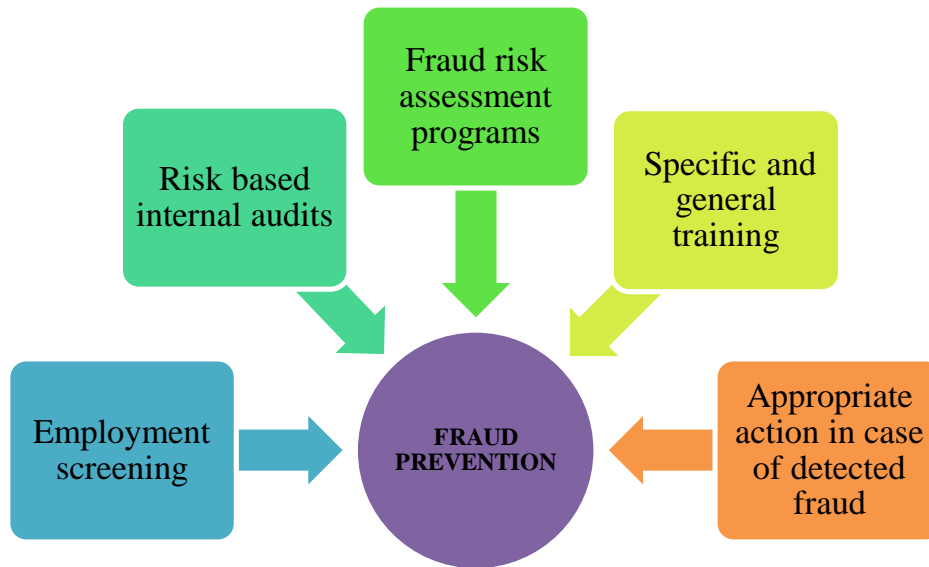 Fraud risk
assessment
programs
Risk based
internal audits
Specific and
general
training
Employment
screening
FRAUD
PREVENTION
Appropriate
action in case
of detected
fraud